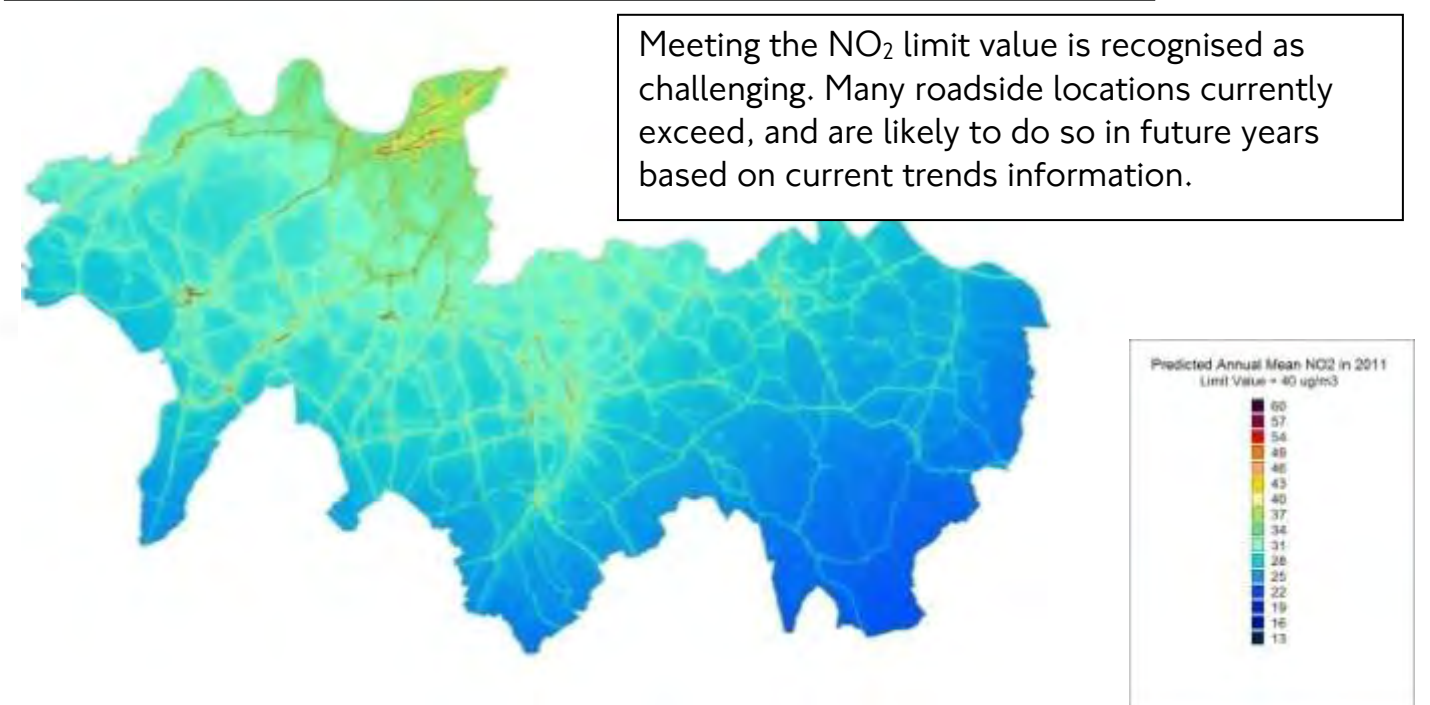 Meeting the NO₂ limit value is recognised as
challenging. Many roadside locations currently
exceed, and are likely to do so in future years
based on current trends information.
Predicted Annual Mean NO2 in 2011
Limit Value = 40 ug/m3
60
57
54
49
46
43
40
37
34
31
28
25
22
19
16
13